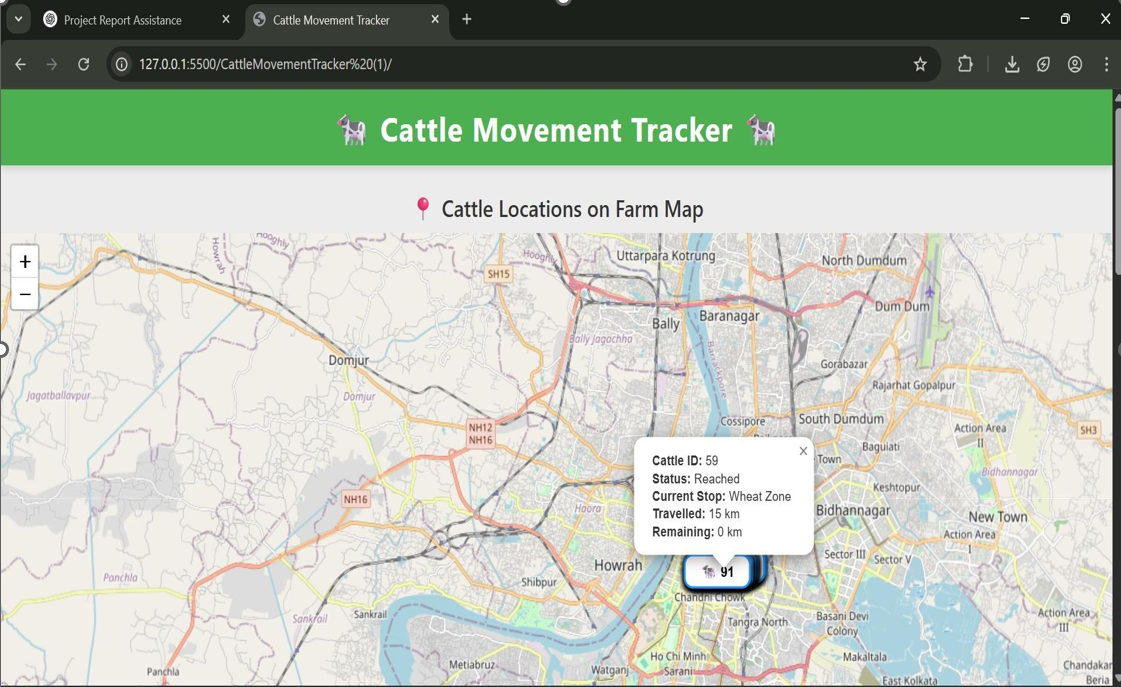 Project Report Assistance
Cattle Movement Tracker
127.0.0.1:5500/CattleMovementTracker%20(1)/
Cattle Movement Tracker
Cattle Locations on Farm Map
+
−
Hooghly
Howrah
Hooghly
SH15
Uttarpara Kotrung
North Dumdum
Bally
Baranagar
Dum Dum
Bally Jagachha
Barrackpore
Domjur
Domjur
Jagatballavpur
Gorabazar
Rajarhat Gopalpur
Cossipore
South Dumdum
Action Area
II
SH3
NH12
NH16
Town
Baguiati
Bidhannagar
Cattle ID: 59
Status: Reached
Current Stop: Wheat Zone
Travelled: 15 km
Remaining: 0 km
Keshtopur
NH16
Haora
Bidhannagar
New Town
Action Area
I
Howrah
Sector III
Sector V
91
Panchla
Shibpur
Chandni Chowk
Sankrail
Sankrail
Tangra North
Basani Devi
Colony
Action Area
III
Panchla
Metiabruz
Watganj
Ho Chi Minh
Sarani
Makaltala
Chandakar
Beria
East Kolkata